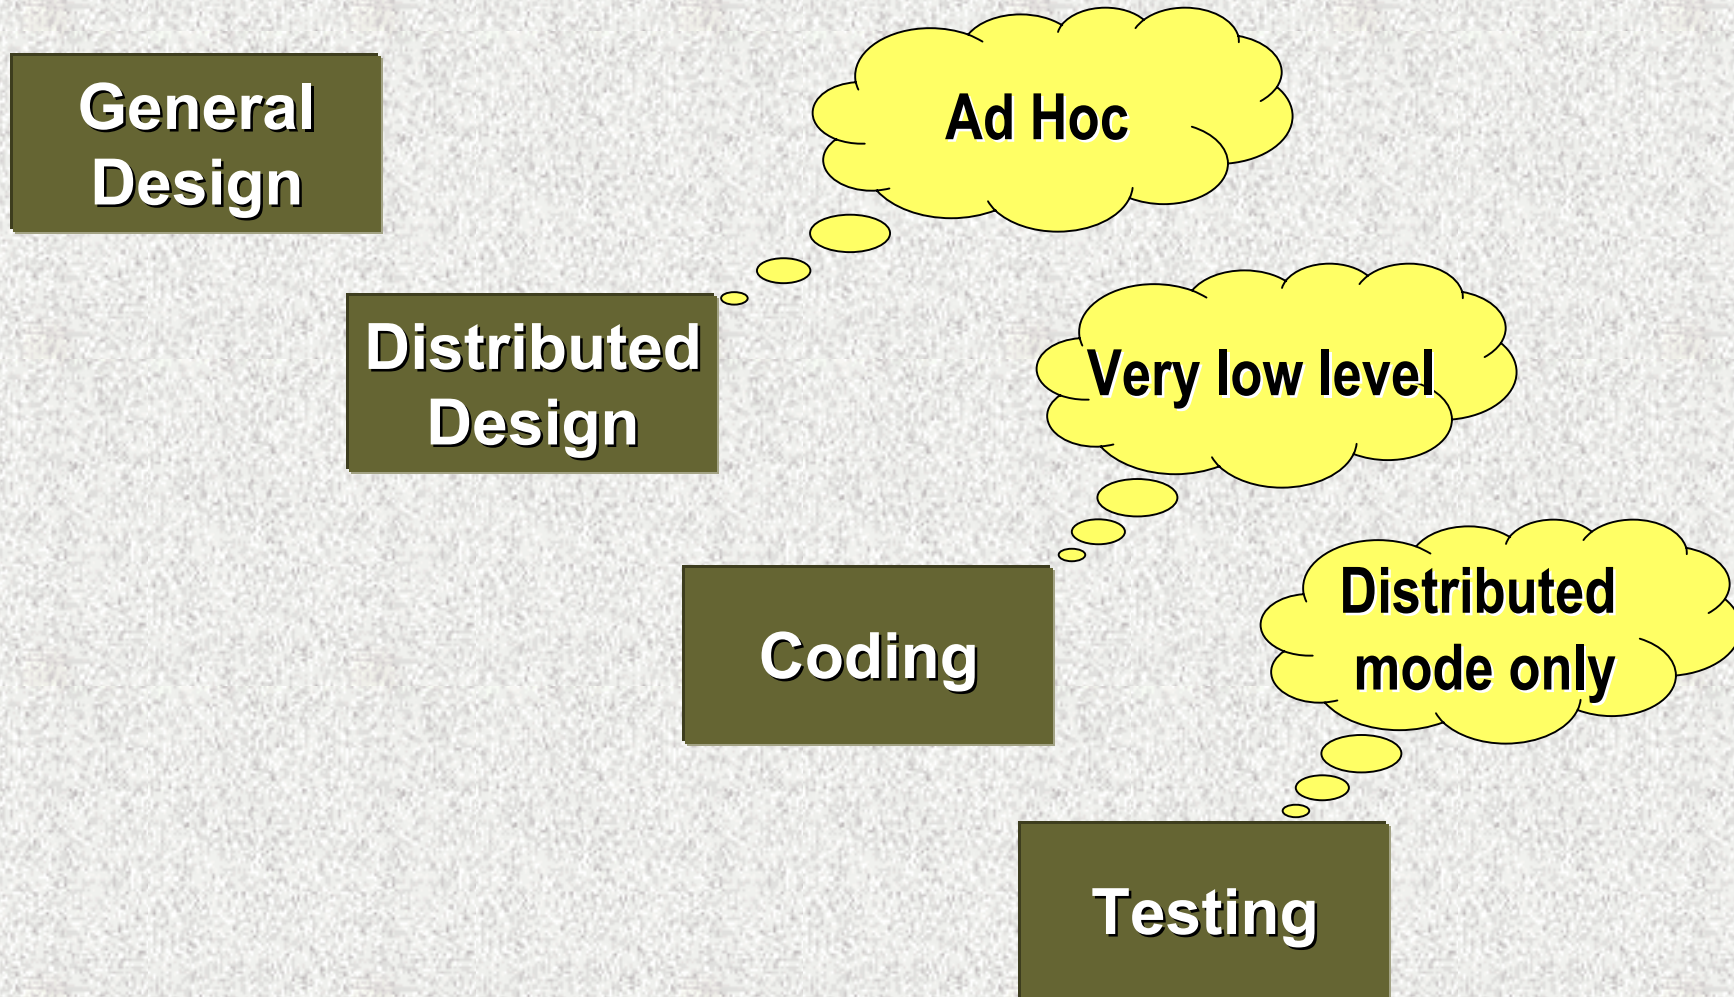 General
Design
Ad Hoc
Distributed
Design
Very low level
Coding
Distributed
mode only
Testing